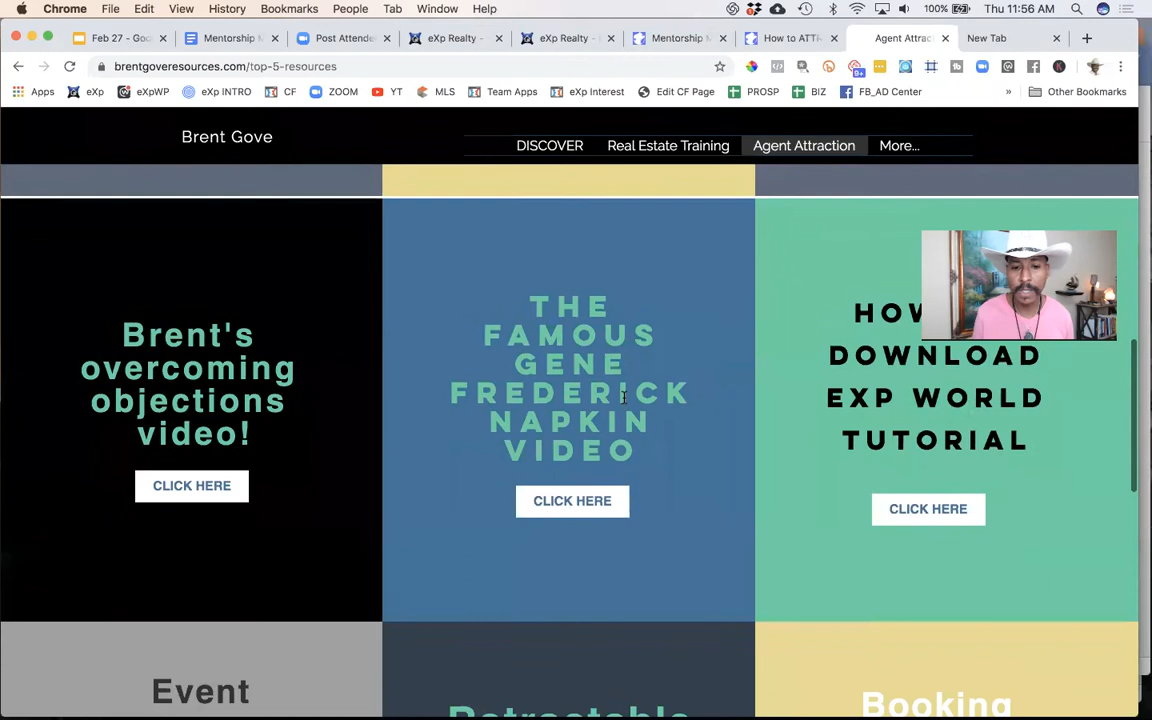 Chrome File Edit View History Bookmarks People Tab Window Help 100% Thu 11:56 AM
Feb 27 - Goo Mentorship M Post Attende eXp Realty - eXp Realty - Mentorship M How to ATTR Agent Attrac New Tab
brentgoveresources.com/top-5-resources
Apps eXp eXpWP eXp INTRO CF ZOOM YT MLS Team Apps eXp Interest Edit CF Page PROSP BIZ FB_AD Center » Other Bookmarks
Brent Gove
DISCOVER Real Estate Training Agent Attraction More...
Brent's
overcoming
objections
video!
CLICK HERE
THE
FAMOUS
GENE
FREDERICK
NAPKIN
VIDEO
CLICK HERE
HOW
DOWNLOAD
EXP WORLD
TUTORIAL
CLICK HERE
Event
Retractable
Booking